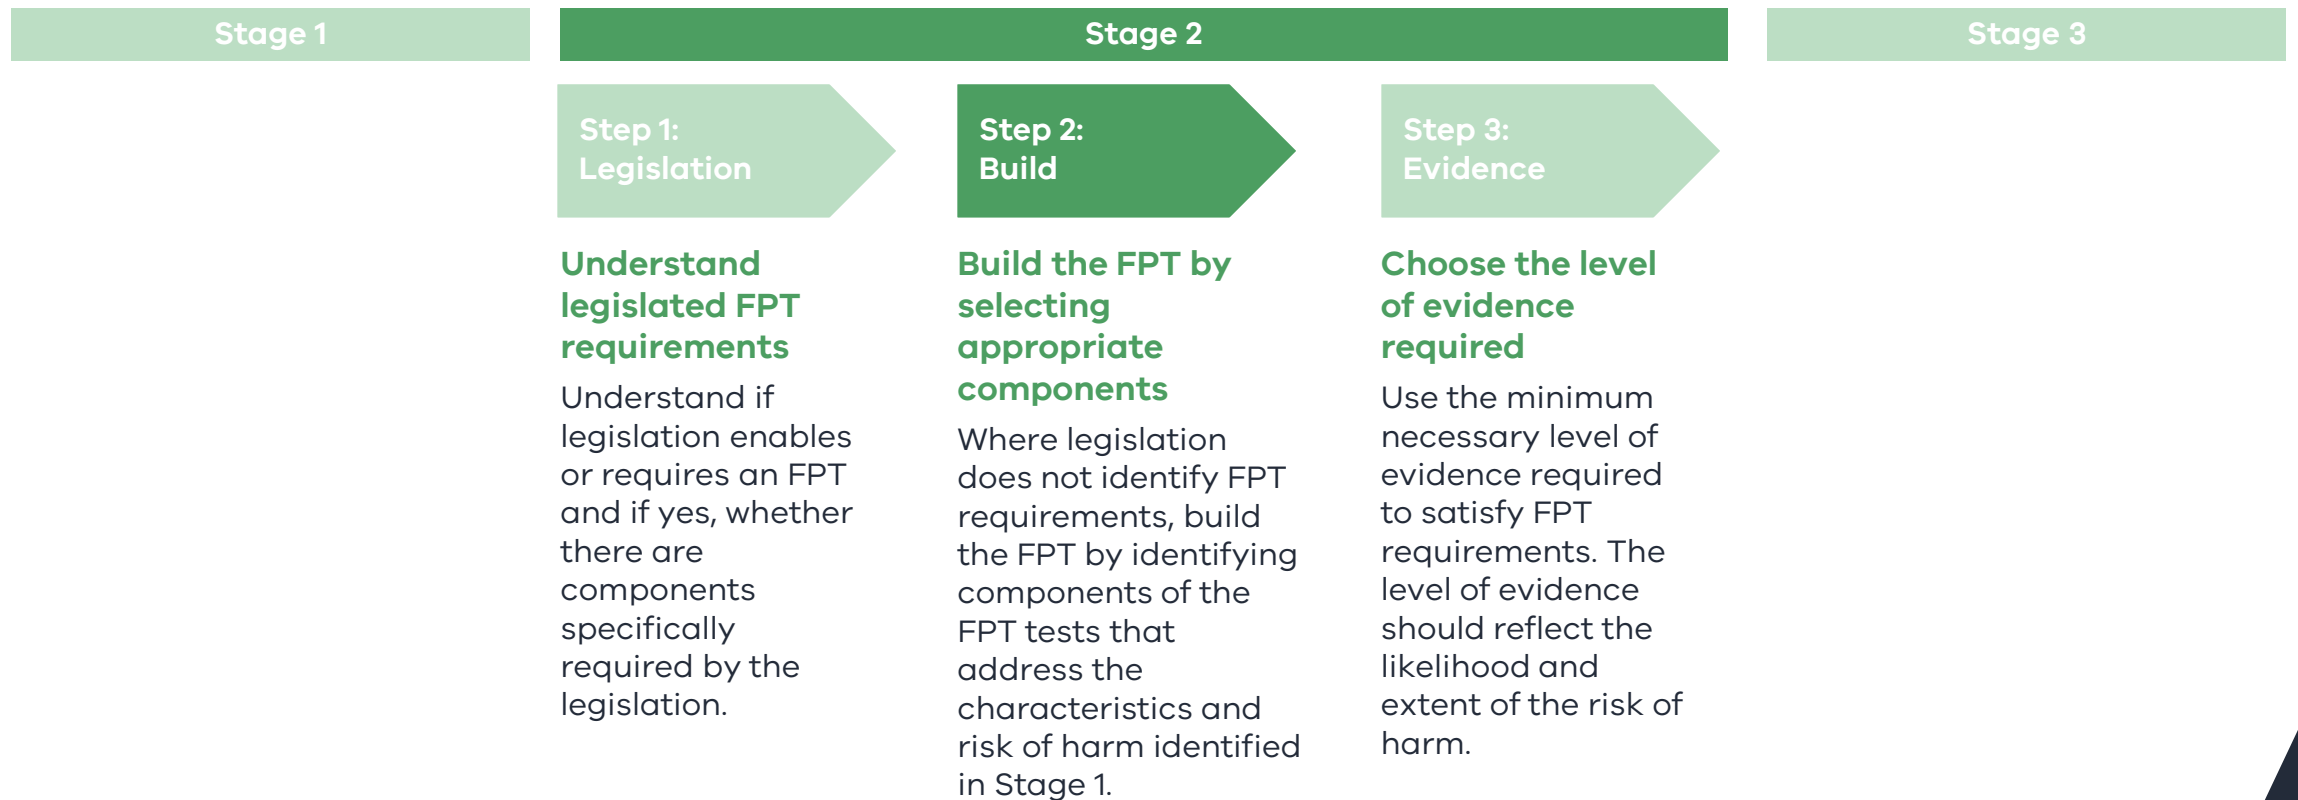 Stage 1
Stage 2
Stage 3
Step 1:
Legislation
Understand
legislated FPT
requirements
Understand if
legislation enables
or requires an FPT
and if yes, whether
there are
components
specifically
required by the
legislation.
Step 2:
Build
Build the FPT by
selecting
appropriate
components
Where legislation
does not identify FPT
requirements, build
the FPT by identifying
components of the
FPT tests that
address the
characteristics and
risk of harm identified
in Stage 1.
Step 3:
Evidence
Choose the level
of evidence
required
Use the minimum
necessary level of
evidence required
to satisfy FPT
requirements. The
level of evidence
should reflect the
likelihood and
extent of the risk of
harm.